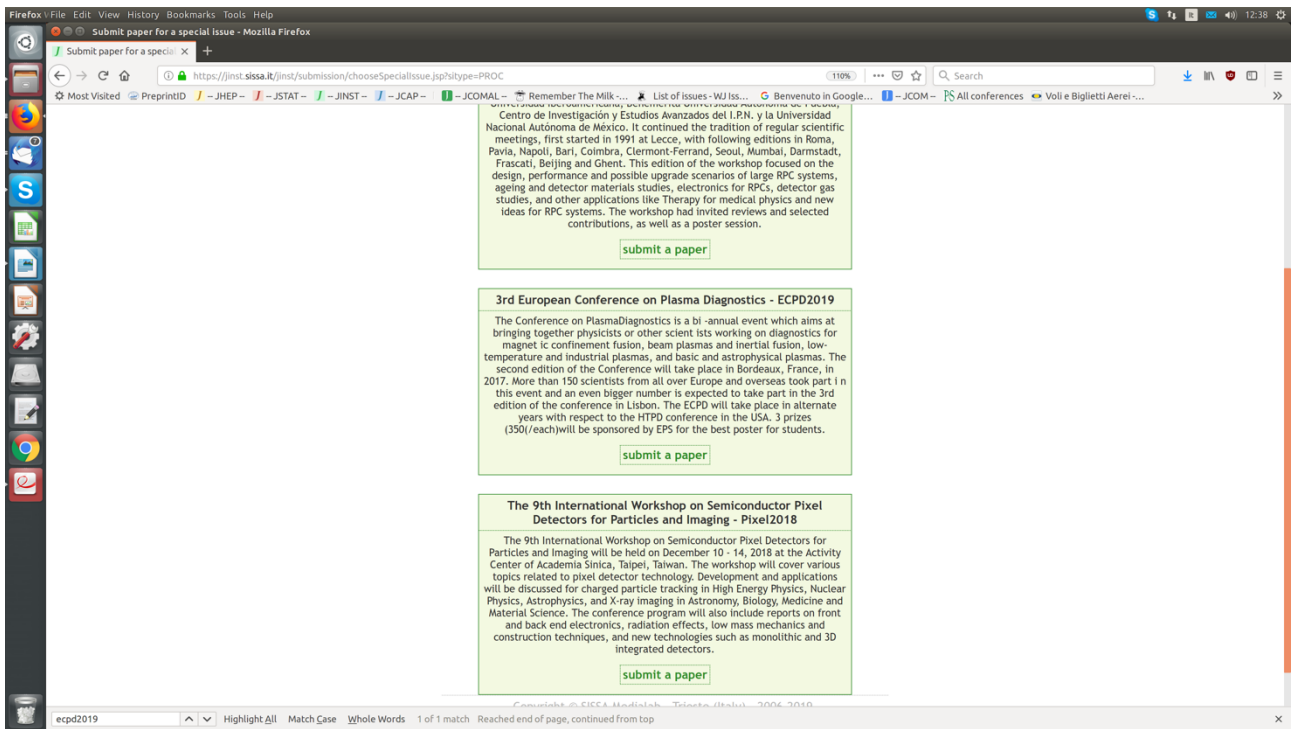 Firefox File Edit View History Bookmarks Tools Help
12:38
Submit paper for a special issue - Mozilla Firefox
Submit paper for a special
https://jinst.sissa.it/jinst/submission/chooseSpecialIssue.jsp?sitype=PROC
110%
Search
Most Visited PreprintID – JHEP – – JSTAT – – JINST – – JCAP – – JCOMAL – Remember The Milk -... List of issues - WJ Iss... Benvenuto in Google... – JCOM – All conferences Voli e Biglietti Aerei -...
Universidad Iberoamericana, Benemérita Universidad Autónoma de Puebla,
Centro de Investigación y Estudios Avanzados del I.P.N. y la Universidad
Nacional Autónoma de México. It continued the tradition of regular scientific
meetings, first started in 1991 at Lecce, with following editions in Roma,
Pavia, Napoli, Bari, Coimbra, Clermont-Ferrand, Seoul, Mumbai, Darmstadt,
Frascati, Beijing and Ghent. This edition of the workshop focused on the
design, performance and possible upgrade scenarios of large RPC systems,
ageing and detector materials studies, electronics for RPCs, detector gas
studies, and other applications like Therapy for medical physics and new
ideas for RPC systems. The workshop had invited reviews and selected
contributions, as well as a poster session.
submit a paper
3rd European Conference on Plasma Diagnostics - ECPD2019
The Conference on PlasmaDiagnostics is a bi -annual event which aims at
bringing together physicists or other scient ists working on diagnostics for
magnet ic confinement fusion, beam plasmas and inertial fusion, low-
temperature and industrial plasmas, and basic and astrophysical plasmas. The
second edition of the Conference will take place in Bordeaux, France, in
2017. More than 150 scientists from all over Europe and overseas took part i n
this event and an even bigger number is expected to take part in the 3rd
edition of the conference in Lisbon. The ECPD will take place in alternate
years with respect to the HTPD conference in the USA. 3 prizes
(350(/each)will be sponsored by EPS for the best poster for students.
submit a paper
The 9th International Workshop on Semiconductor Pixel
Detectors for Particles and Imaging - Pixel2018
The 9th International Workshop on Semiconductor Pixel Detectors for
Particles and Imaging will be held on December 10 - 14, 2018 at the Activity
Center of Academia Sinica, Taipei, Taiwan. The workshop will cover various
topics related to pixel detector technology. Development and applications
will be discussed for charged particle tracking in High Energy Physics, Nuclear
Physics, Astrophysics, and X-ray imaging in Astronomy, Biology, Medicine and
Material Science. The conference program will also include reports on front
and back end electronics, radiation effects, low mass mechanics and
construction techniques, and new technologies such as monolithic and 3D
integrated detectors.
submit a paper
Copyright © SISSA Medialab - Trieste (Italy) - 2006-2019
ecpd2019 Highlight All Match Case Whole Words 1 of 1 match Reached end of page, continued from top